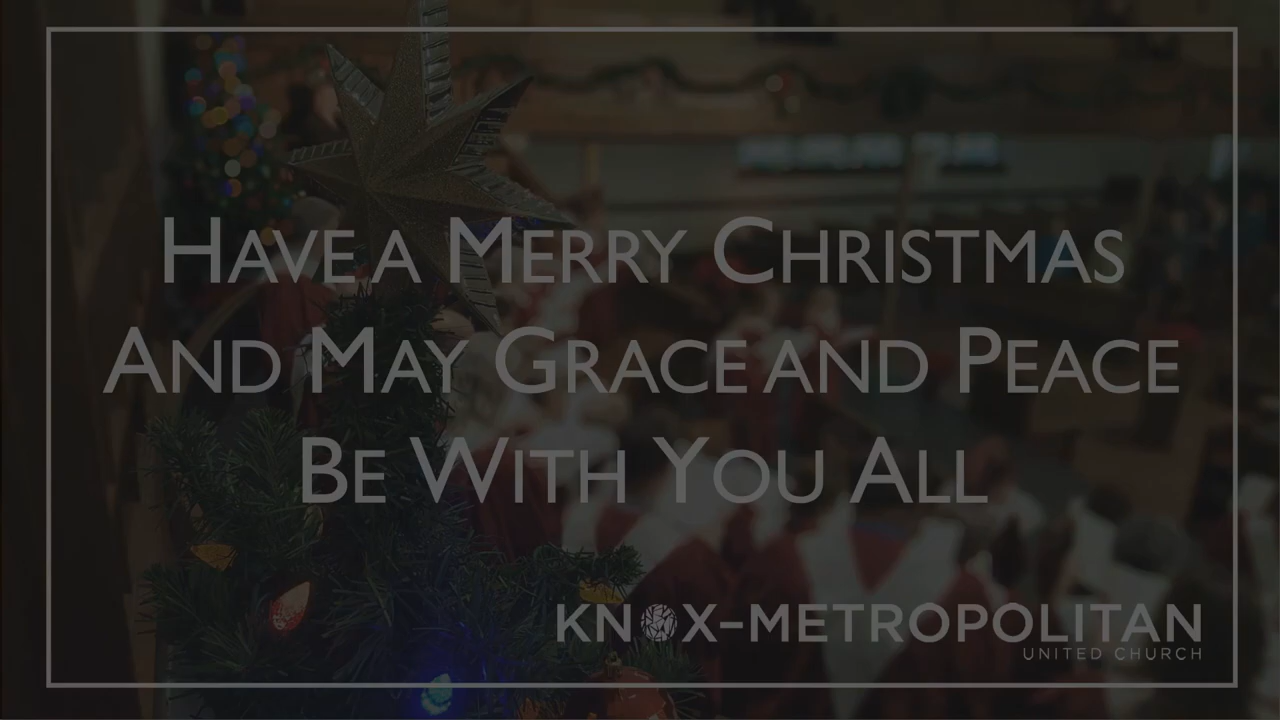 Have a Merry Christmas
And May Grace and Peace
Be With You All
KNOX-METROPOLITAN
UNITED CHURCH